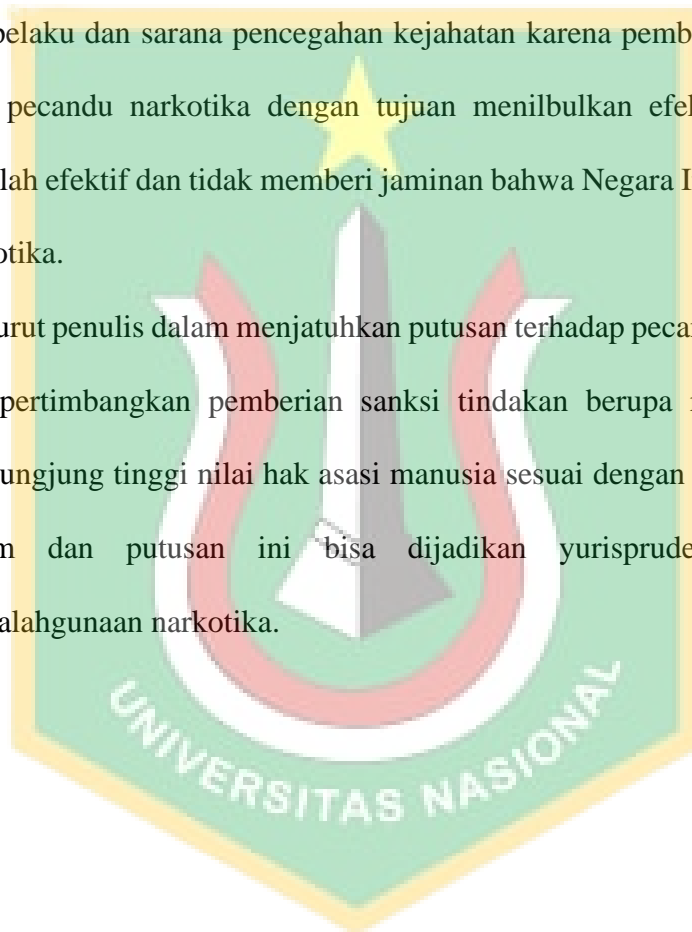 pelaku dan sarana pencegahan kejahatan karena pemb
pecandu narkotika dengan tujuan menilbulkan efek
lah efektif dan tidak memberi jaminan bahwa Negara I
otika.
urut penulis dalam menjatuhkan putusan terhadap pecan
pertimbangkan pemberian sanksi tindakan berupa
ungjung tinggi nilai hak asasi manusia sesuai dengan
m dan putusan ini bisa dijadikan yurisprude
alahgunaan narkotika.
UNIVERSITAS NASIONAL